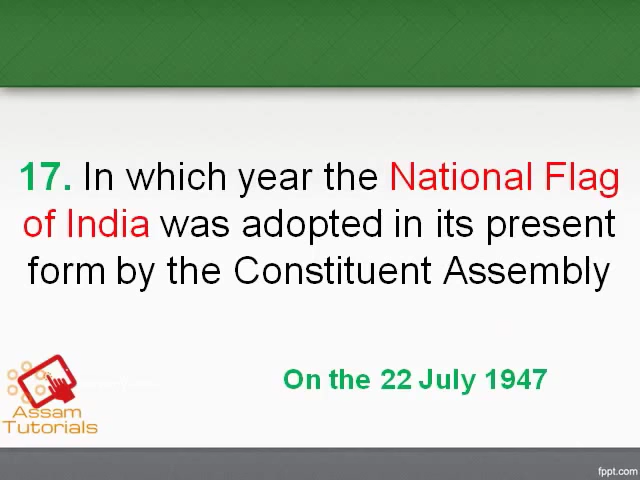 17. In which year the National Flag
of India was adopted in its present
form by the Constituent Assembly
On the 22 July 1947
Assam
Tutorials
fppt.com